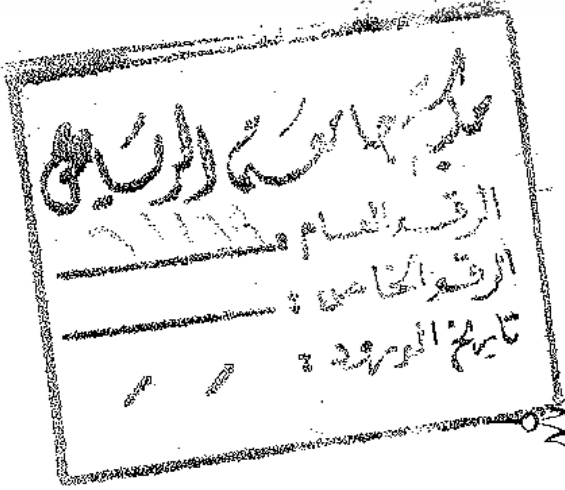 مكتبة جامعة الرياض
الرقم العام :
الرقم الخاص :
تاريخ الورود : / /